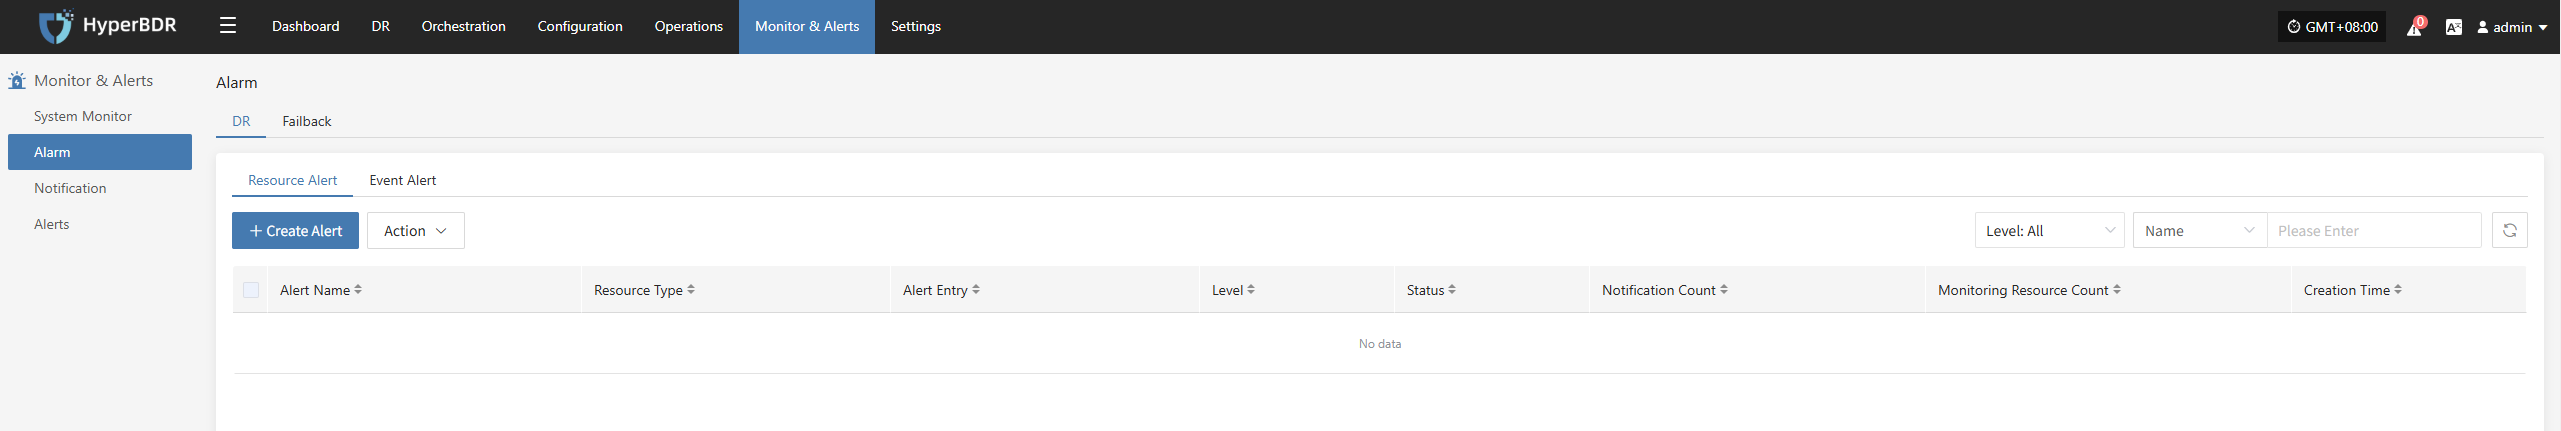 HyperBDR Dashboard DR Orchestration Configuration Operations Monitor & Alerts Settings GMT+08:00 0 admin
Monitor & Alerts
System Monitor
Alarm
Notification
Alerts
Alarm
DR Failback
Resource Alert Event Alert
+ Create Alert Action Level: All Name Please Enter
Alert Name Resource Type Alert Entry Level Status Notification Count Monitoring Resource Count Creation Time
No data